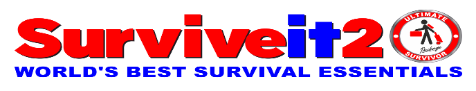 Surviveit2
ULTIMATE
SURVIVOR
WORLD'S BEST SURVIVAL ESSENTIALS